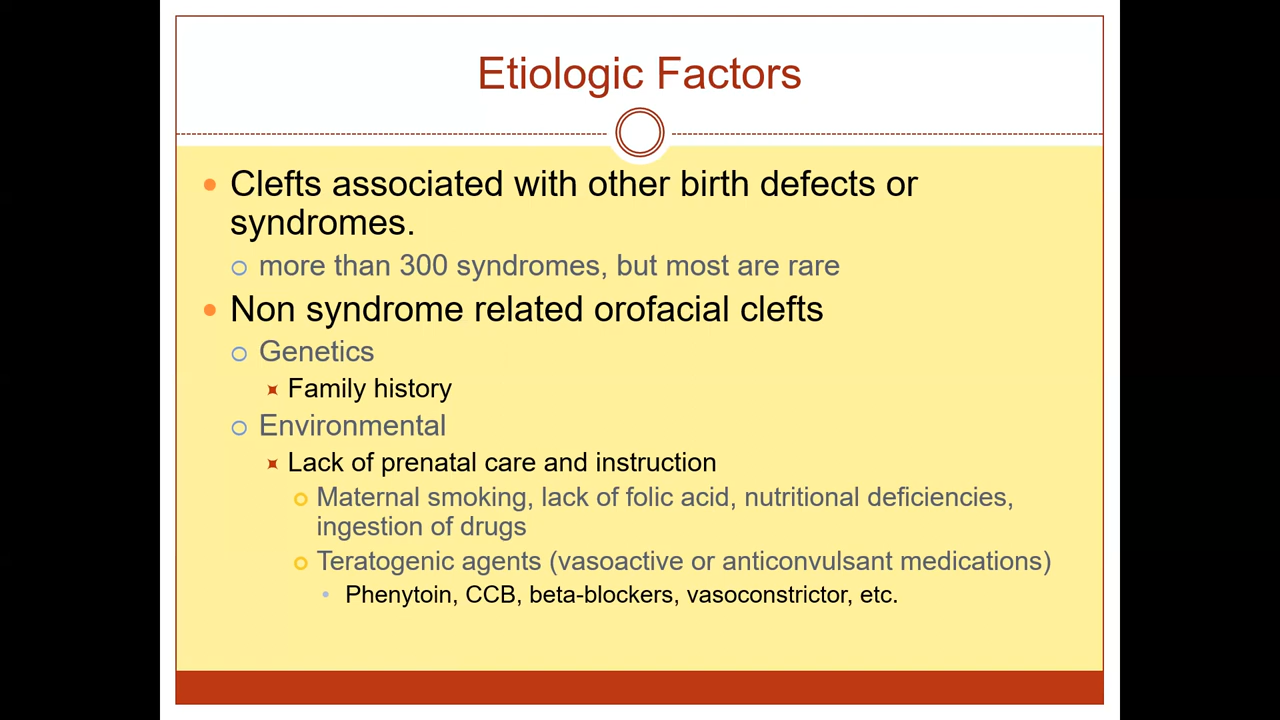 Etiologic Factors
Clefts associated with other birth defects or
syndromes.
more than 300 syndromes, but most are rare
Non syndrome related orofacial clefts
Genetics
Family history
Environmental
Lack of prenatal care and instruction
Maternal smoking, lack of folic acid, nutritional deficiencies,
ingestion of drugs
Teratogenic agents (vasoactive or anticonvulsant medications)
Phenytoin, CCB, beta-blockers, vasoconstrictor, etc.